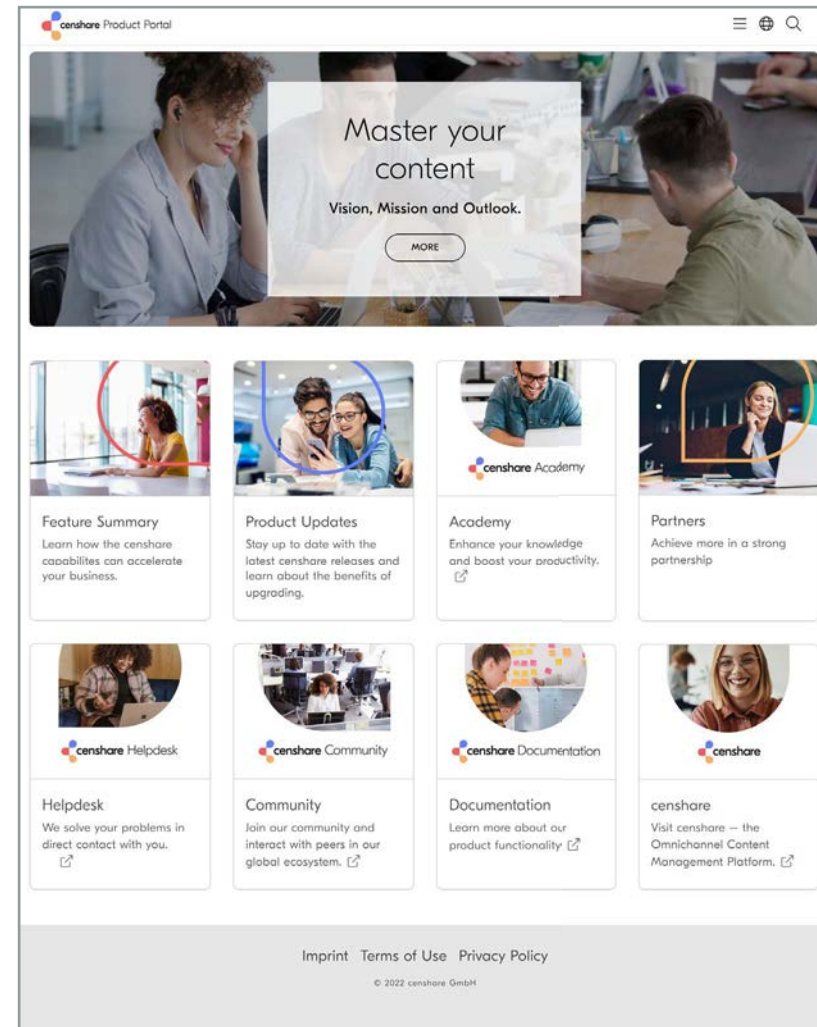 censhare Product Portal
Master your
content
Vision, Mission and Outlook.
MORE
censhare Academy
Feature Summary
Learn how the censhare
capabilites can accelerate
your business.
Product Updates
Stay up to date with the
latest censhare releases and
learn about the benefits of
upgrading.
Academy
Enhance your knowledge
and boost your productivity.
Partners
Achieve more in a strong
partnership
censhare Helpdesk
censhare Community
censhare Documentation
censhare
Helpdesk
We solve your problems in
direct contact with you.
Community
Join our community and
interact with peers in our
global ecosystem.
Documentation
Learn more about our
product functionality
censhare
Visit censhare – the
Omnichannel Content
Management Platform.
Imprint Terms of Use Privacy Policy
© 2022 censhare GmbH